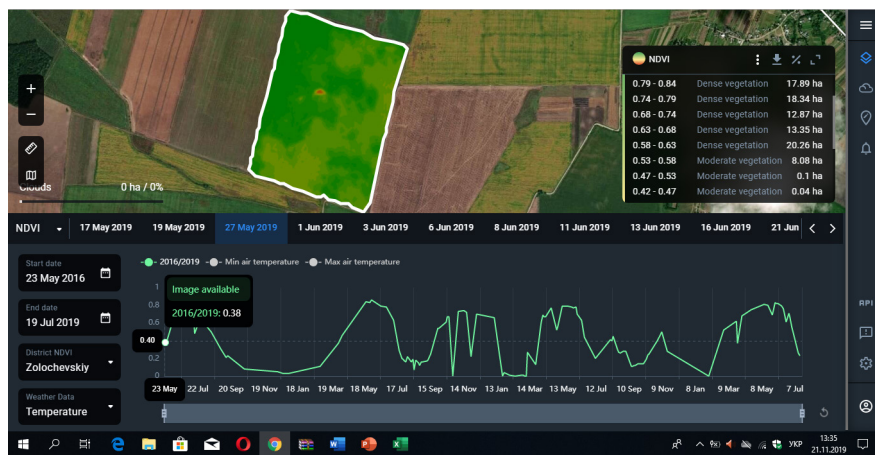 NDVI
0.79 - 0.84 Dense vegetation 17.89 ha
0.74 - 0.79 Dense vegetation 18.34 ha
0.68 - 0.74 Dense vegetation 12.87 ha
0.63 - 0.68 Dense vegetation 13.35 ha
0.58 - 0.63 Dense vegetation 20.26 ha
0.53 - 0.58 Moderate vegetation 8.08 ha
0.47 - 0.53 Moderate vegetation 0.1 ha
0.42 - 0.47 Moderate vegetation 0.04 ha
Clouds 0 ha / 0%
NDVI 17 May 2019 19 May 2019 27 May 2019 1 Jun 2019 3 Jun 2019 6 Jun 2019 8 Jun 2019 11 Jun 2019 13 Jun 2019 16 Jun 2019 21 Jun
Start date
23 May 2016
End date
19 Jul 2019
District NDVI
Zolochevskiy
Weather Data
Temperature
2016/2019 Min air temperature Max air temperature
Image available
2016/2019: 0.38
1
0.8
0.6
0.40
0.2
0
23 May 22 Jul 20 Sep 19 Nov 18 Jan 19 Mar 18 May 17 Jul 15 Sep 14 Nov 13 Jan 14 Mar 13 May 12 Jul 10 Sep 9 Nov 8 Jan 9 Mar 8 May 7 Jul
API
УКР
13:35
21.11.2019